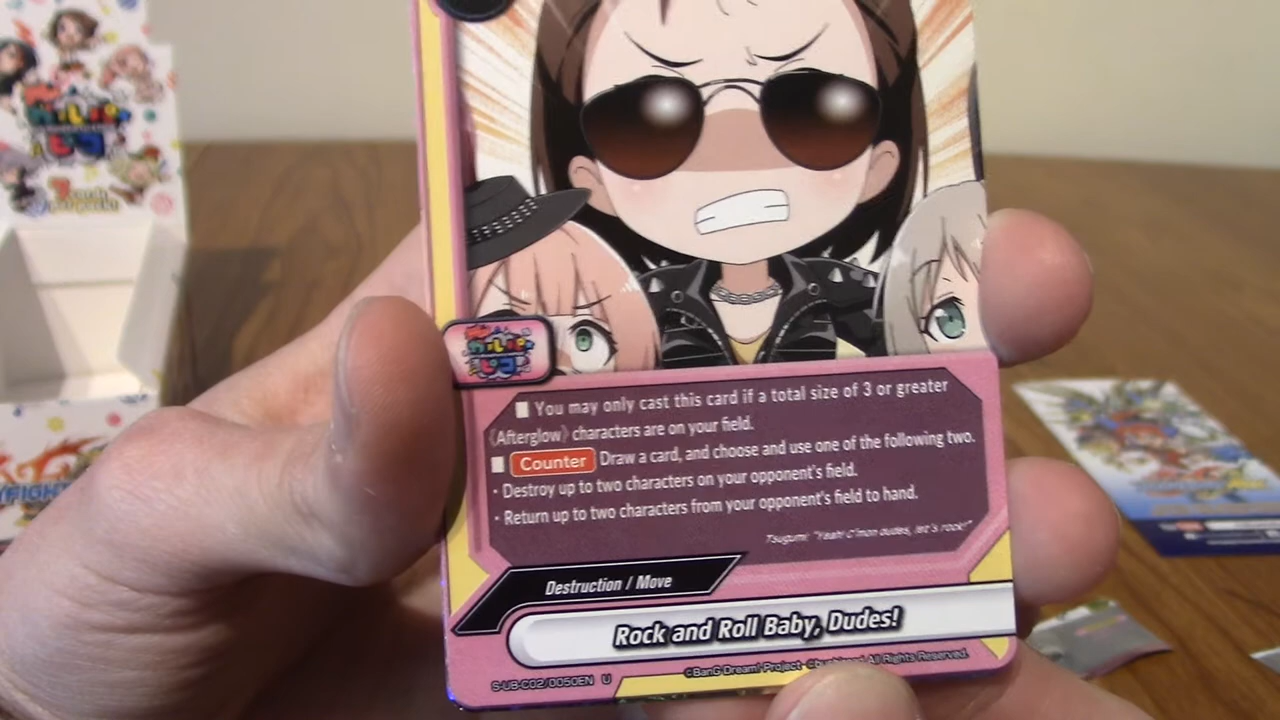 ■ You may only cast this card if a total size of 3 or greater
《Afterglow》 characters are on your field.
■ Counter Draw a card, and choose and use one of the following two.
· Destroy up to two characters on your opponent's field.
· Return up to two characters from your opponent's field to hand.
Tsugumi: "Yeah! C'mon dudes, let's rock!"
Destruction / Move
Rock and Roll Baby, Dudes!
©BanG Dream! Project ©bushiroad All Rights Reserved.
S-UB-C02/0050EN U